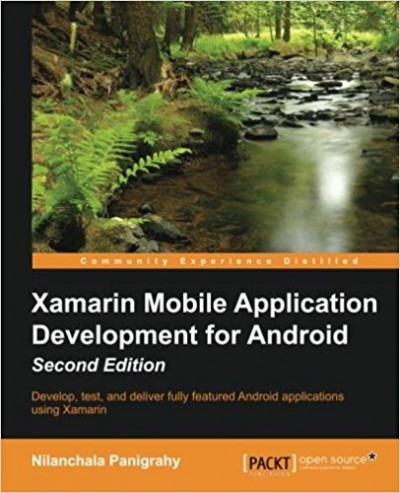 Community Experience Distilled
Xamarin Mobile Application
Development for Android
Second Edition
Develop, test, and deliver fully featured Android applications
using Xamarin
Nilanchala Panigrahy
[PACKT] open source*
PUBLISHING